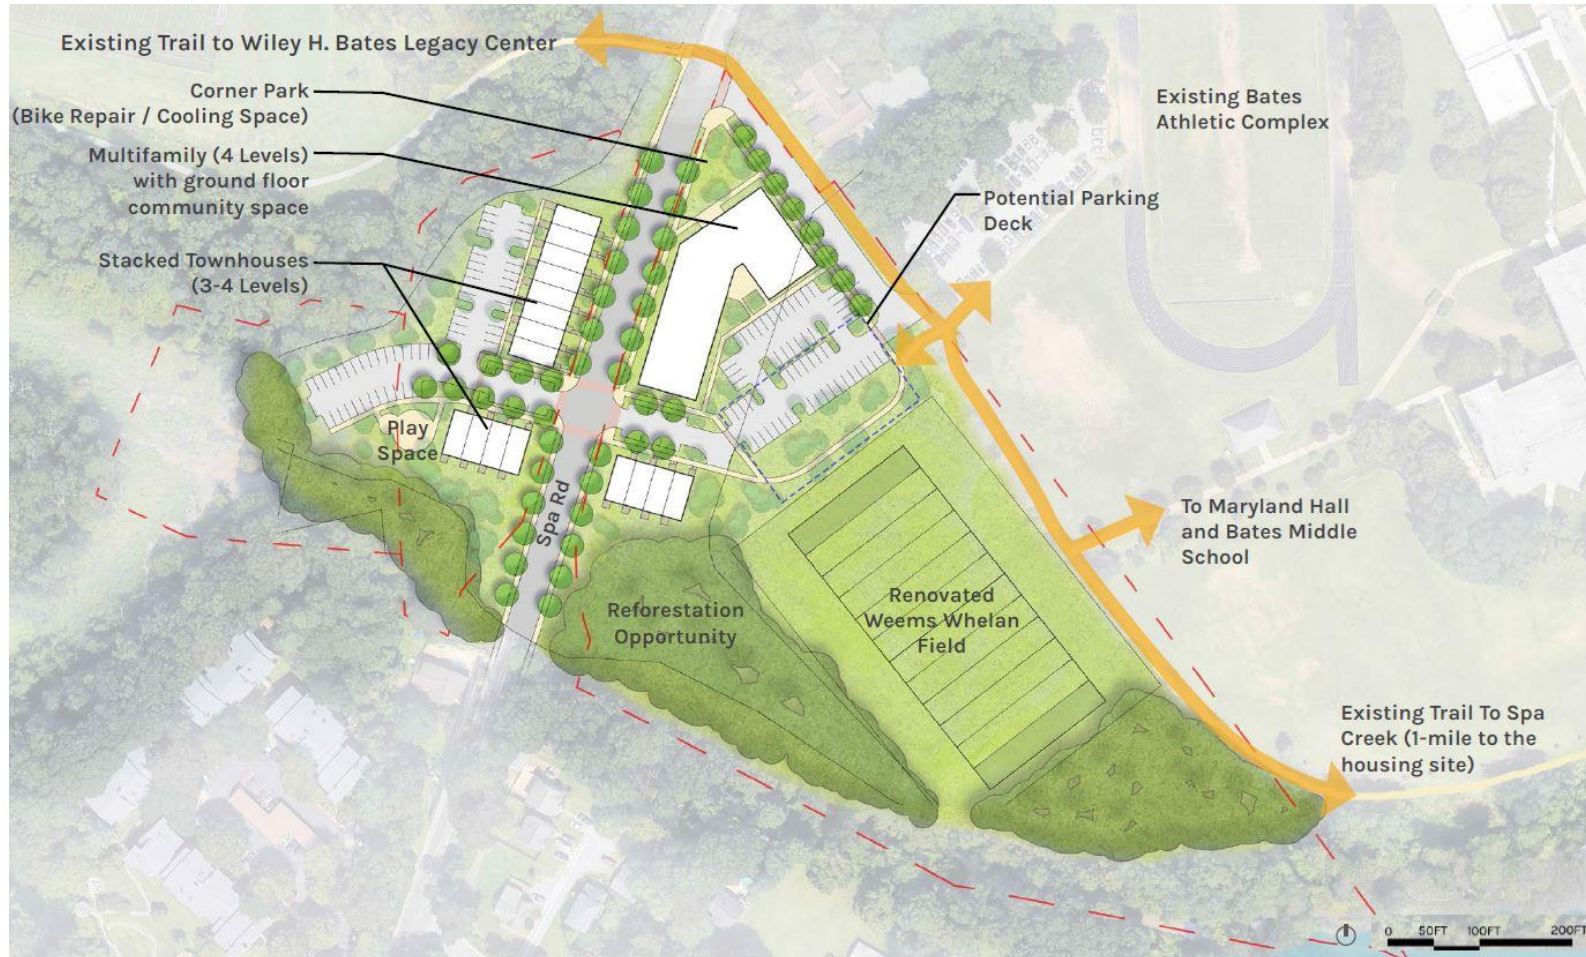 Existing Trail to Wiley H. Bates Legacy Center
Corner Park
(Bike Repair / Cooling Space)
Multifamily (4 Levels)
with ground floor
community space
Stacked Townhouses
(3-4 Levels)
Existing Bates
Athletic Complex
Potential Parking
Deck
Play
Space
Spa Rd
To Maryland Hall
and Bates Middle
School
Reforestation
Opportunity
Renovated
Weems Whelan
Field
Existing Trail To Spa
Creek (1-mile to the
housing site)
0 50FT 100FT 200FT